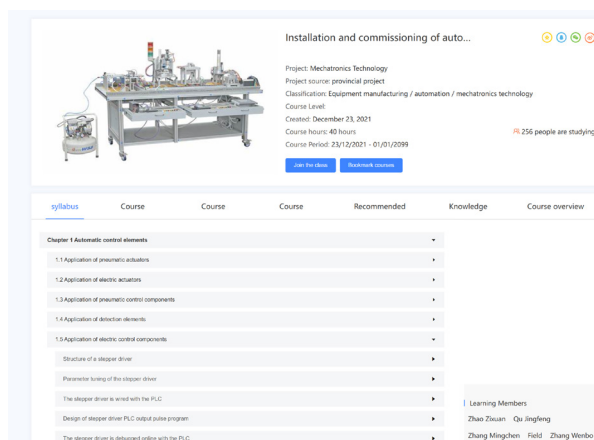 Installation and commissioning of auto...
Project: Mechatronics Technology
Project source: provincial project
Classification: Equipment manufacturing / automation / mechatronics technology
Course Level:
Created: December 23, 2021
Course hours: 40 hours
256 people are studying
Course Period: 23/12/2021 - 01/01/2099
Join the class
Bookmark courses
syllabus Course Course Course Recommended Knowledge Course overview
Chapter 1 Automatic control elements
1.1 Application of pneumatic actuators
1.2 Application of electric actuators
1.3 Application of pneumatic control components
1.4 Application of detection elements
1.5 Application of electric control components
Structure of a stepper driver
Parameter tuning of the stepper driver
The stepper driver is wired with the PLC
Design of stepper driver PLC output pulse program
The stepper driver is debugged online with the PLC
Learning Members
Zhao Zixuan Qu Jingfeng
Zhang Mingchen Field Zhang Wenbo